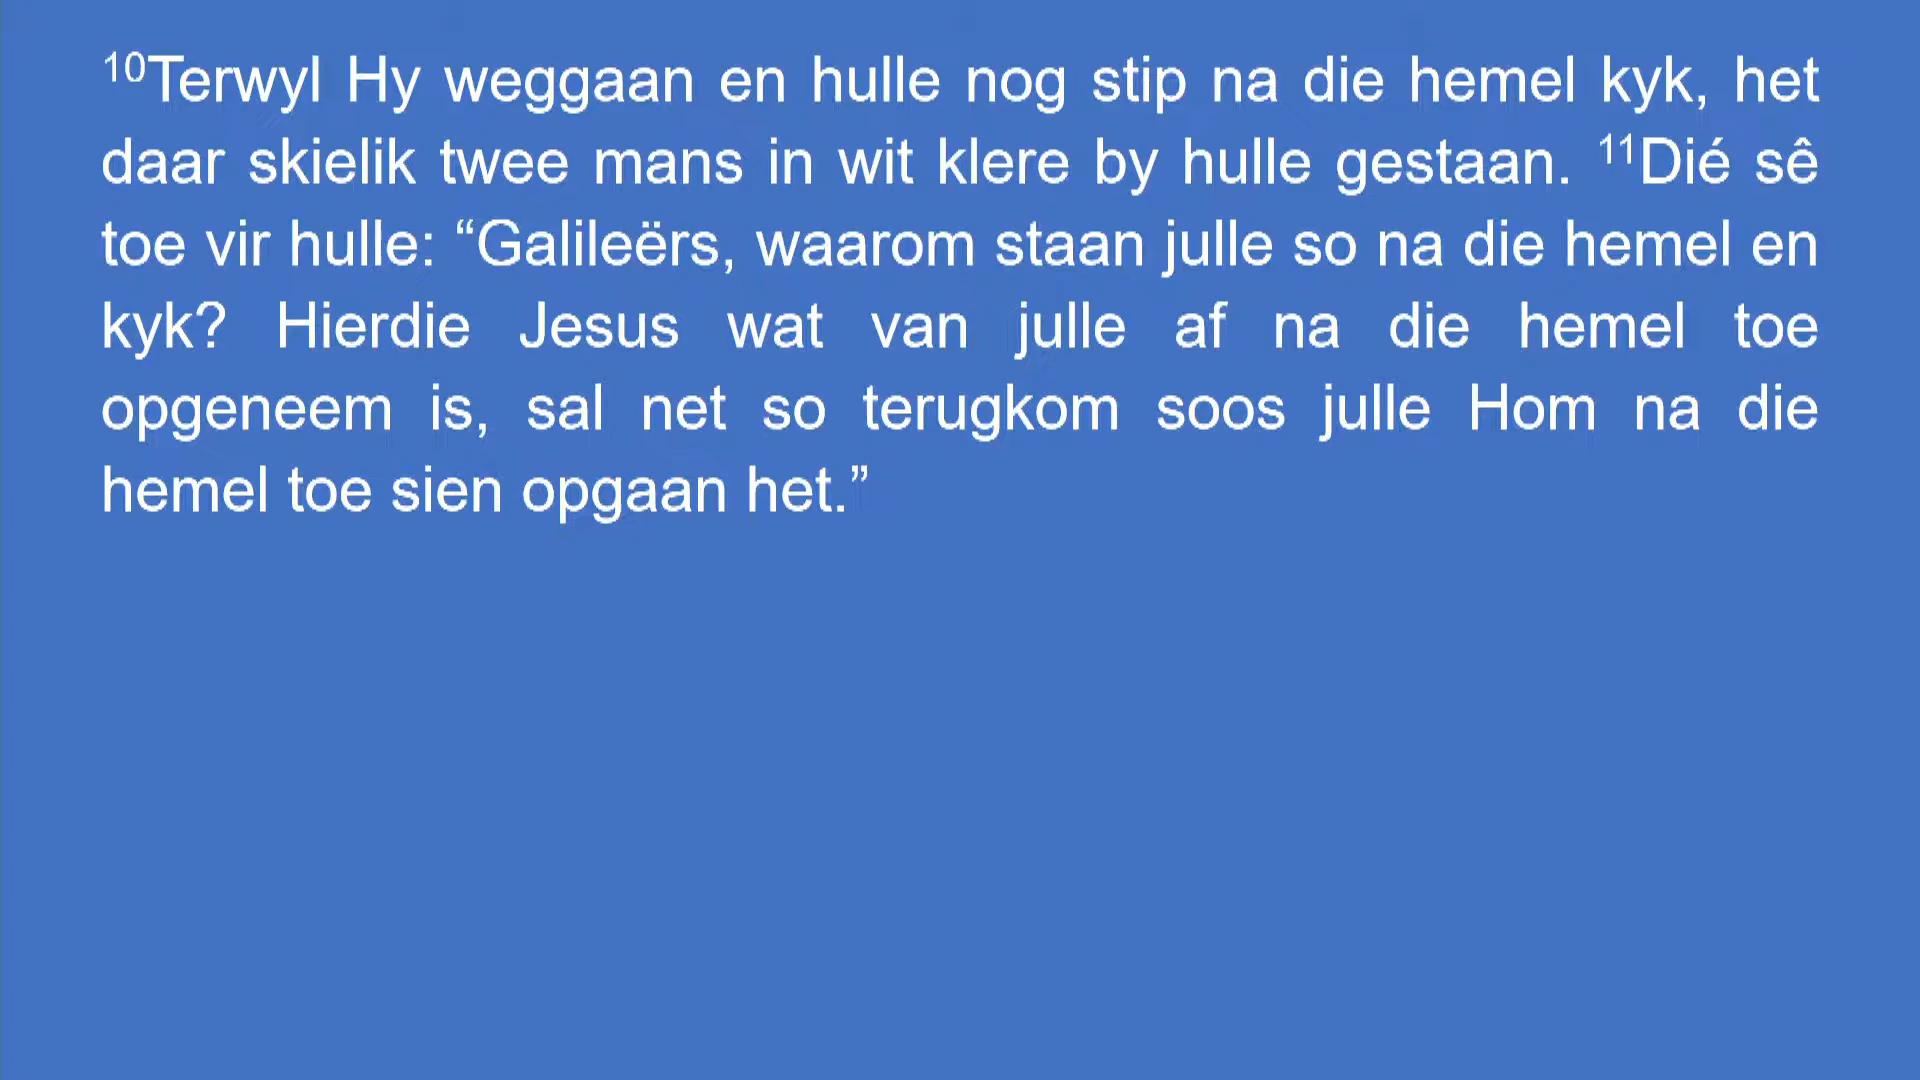 ¹⁰Terwyl Hy weggaan en hulle nog stip na die hemel kyk, het
daar skielik twee mans in wit klere by hulle gestaan. ¹¹Dié sê
toe vir hulle: “Galileërs, waarom staan julle so na die hemel en
kyk? Hierdie Jesus wat van julle af na die hemel toe
opgeneem is, sal net so terugkom soos julle Hom na die
hemel toe sien opgaan het.”